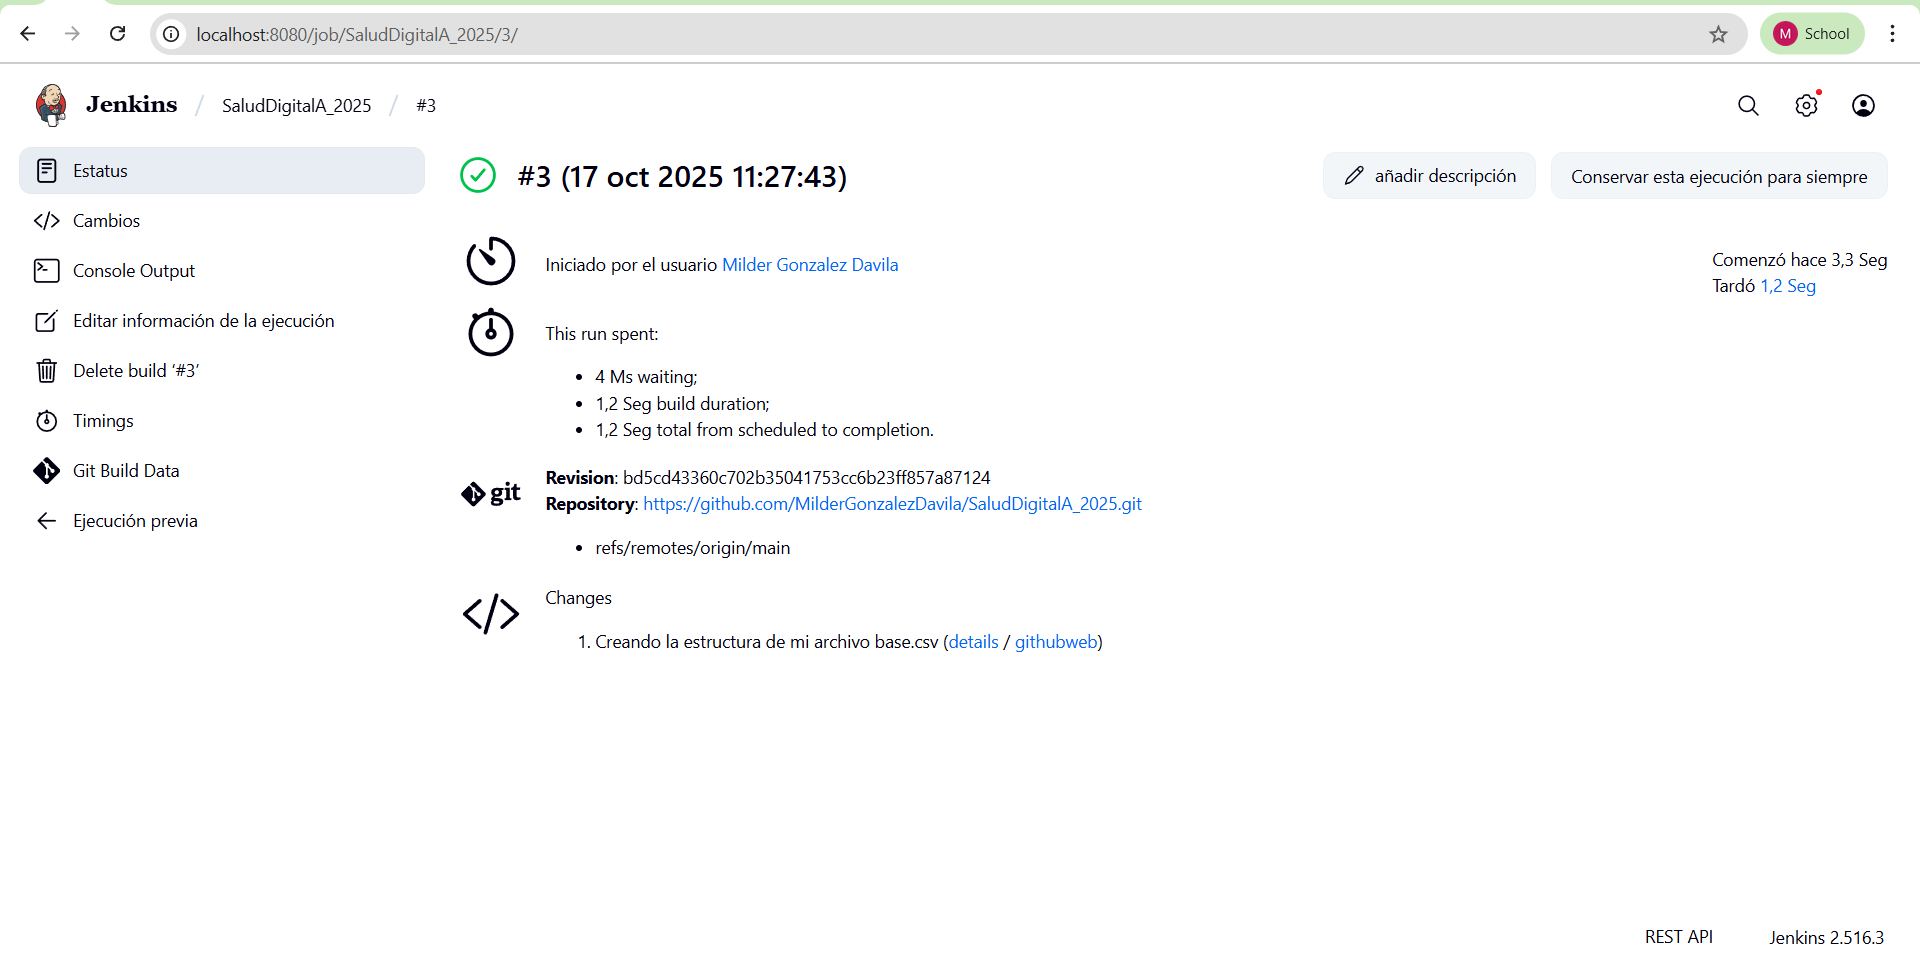 localhost:8080/job/SaludDigitalA_2025/3/
M School
Jenkins / SaludDigitalA_2025 / #3
Estatus
Cambios
Console Output
Editar información de la ejecución
Delete build ‘#3’
Timings
Git Build Data
Ejecución previa
#3 (17 oct 2025 11:27:43)
añadir descripción
Conservar esta ejecución para siempre
Iniciado por el usuario Milder Gonzalez Davila
Comenzó hace 3,3 Seg
Tardó 1,2 Seg
This run spent:
• 4 Ms waiting;
• 1,2 Seg build duration;
• 1,2 Seg total from scheduled to completion.
git
Revision: bd5cd43360c702b35041753cc6b23ff857a87124
Repository: https://github.com/MilderGonzalezDavila/SaludDigitalA_2025.git
• refs/remotes/origin/main
Changes
1. Creando la estructura de mi archivo base.csv (details / githubweb)
REST API
Jenkins 2.516.3